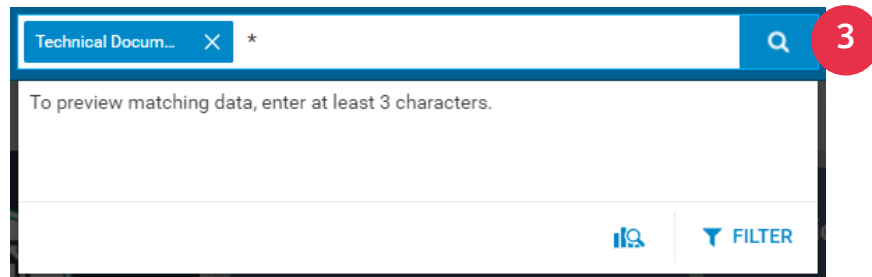 Technical Docum... × *
3
To preview matching data, enter at least 3 characters.
FILTER